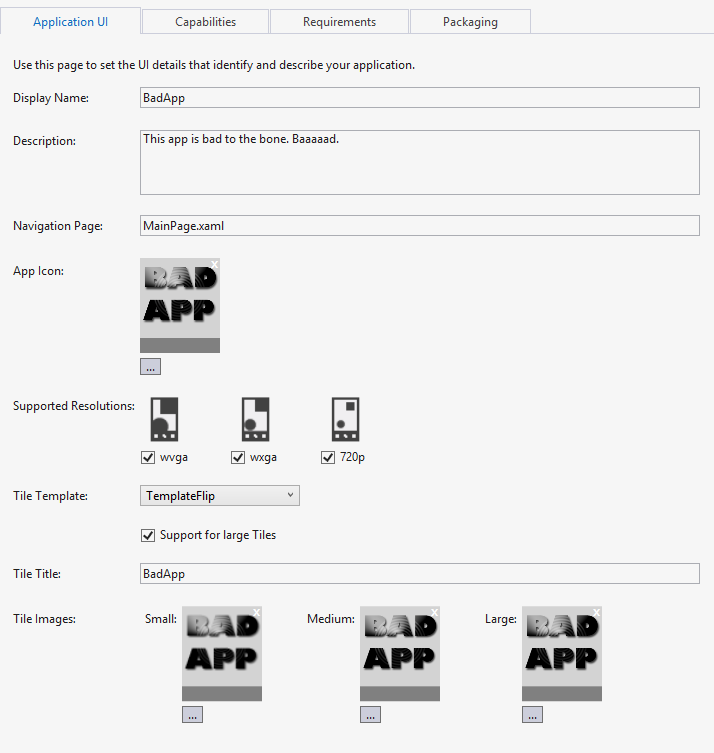 Application UI Capabilities Requirements Packaging
Use this page to set the UI details that identify and describe your application.
Display Name: BadApp
Description: This app is bad to the bone. Baaaaad.
Navigation Page: MainPage.xaml
App Icon: x
BAD
APP
...
Supported Resolutions:
wvga wxga 720p
Tile Template: TemplateFlip
Support for large Tiles
Tile Title: BadApp
Tile Images: Small: x Medium: x Large: x
BAD BAD BAD
APP APP APP
... ... ...